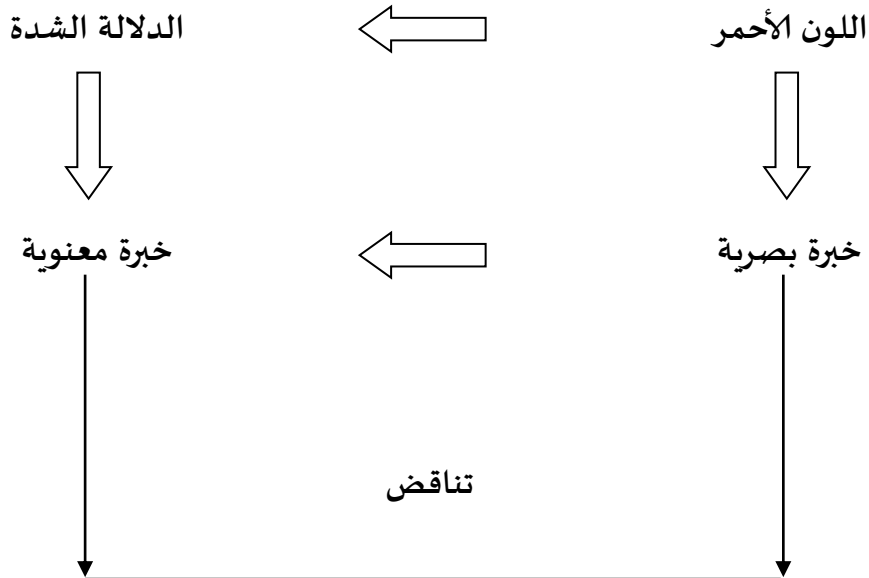 اللون الأحمر الدلالة الشدة
خبرة بصرية خبرة معنوية
تناقض